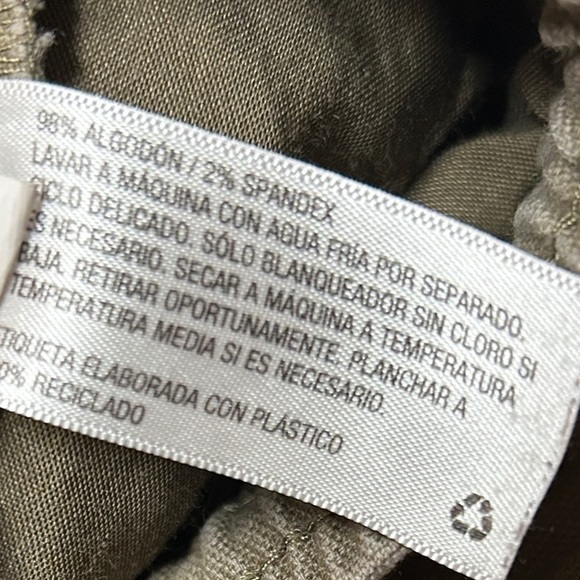 98% ALGODÓN / 2% SPANDEX
LAVAR A MÁQUINA CON AGUA FRÍA POR SEPARADO.
CICLO DELICADO. SÓLO BLANQUEADOR SIN CLORO SI
ES NECESARIO. SECAR A MÁQUINA A TEMPERATURA
BAJA. RETIRAR OPORTUNAMENTE. PLANCHAR A
TEMPERATURA MEDIA SI ES NECESARIO.
ETIQUETA ELABORADA CON PLÁSTICO
RECICLADO